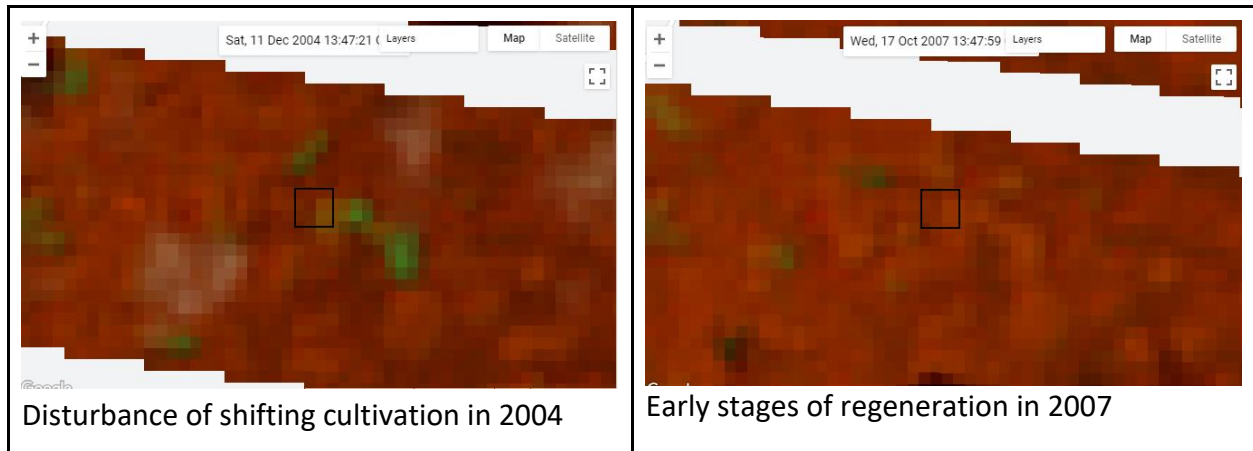 +
−
Sat, 11 Dec 2004 13:47:21
Layers
Map
Satellite
Disturbance of shifting cultivation in 2004
+
−
Wed, 17 Oct 2007 13:47:59
Layers
Map
Satellite
Early stages of regeneration in 2007